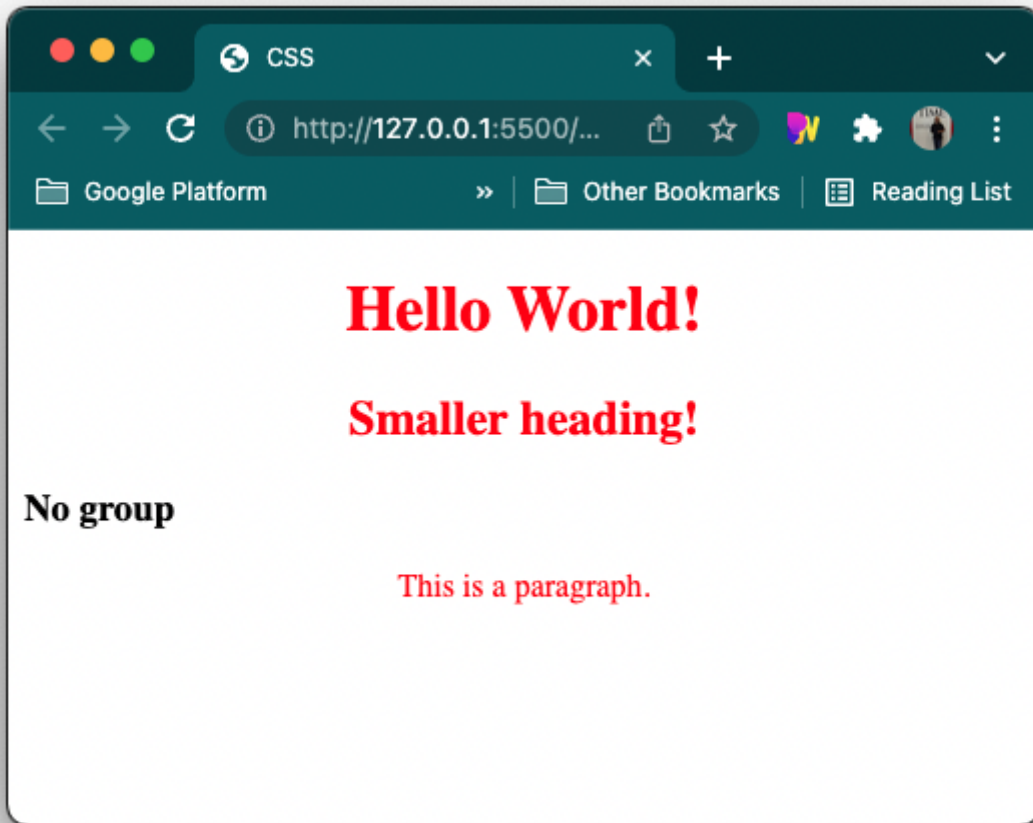 CSS
http://127.0.0.1:5500/...
Google Platform » Other Bookmarks Reading List
Hello World!
Smaller heading!
No group
This is a paragraph.